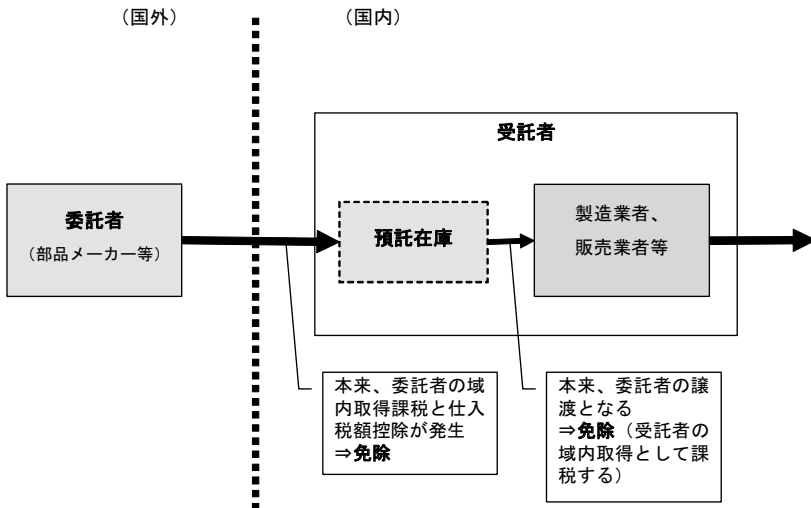 （国外）
（国内）
受託者
委託者
（部品メーカー等）
預託在庫
製造業者、
販売業者等
本来、委託者の域
内取得課税と仕入
税額控除が発生
⇒免除
本来、委託者の譲
渡となる
⇒免除（受託者の
域内取得として課
税する）